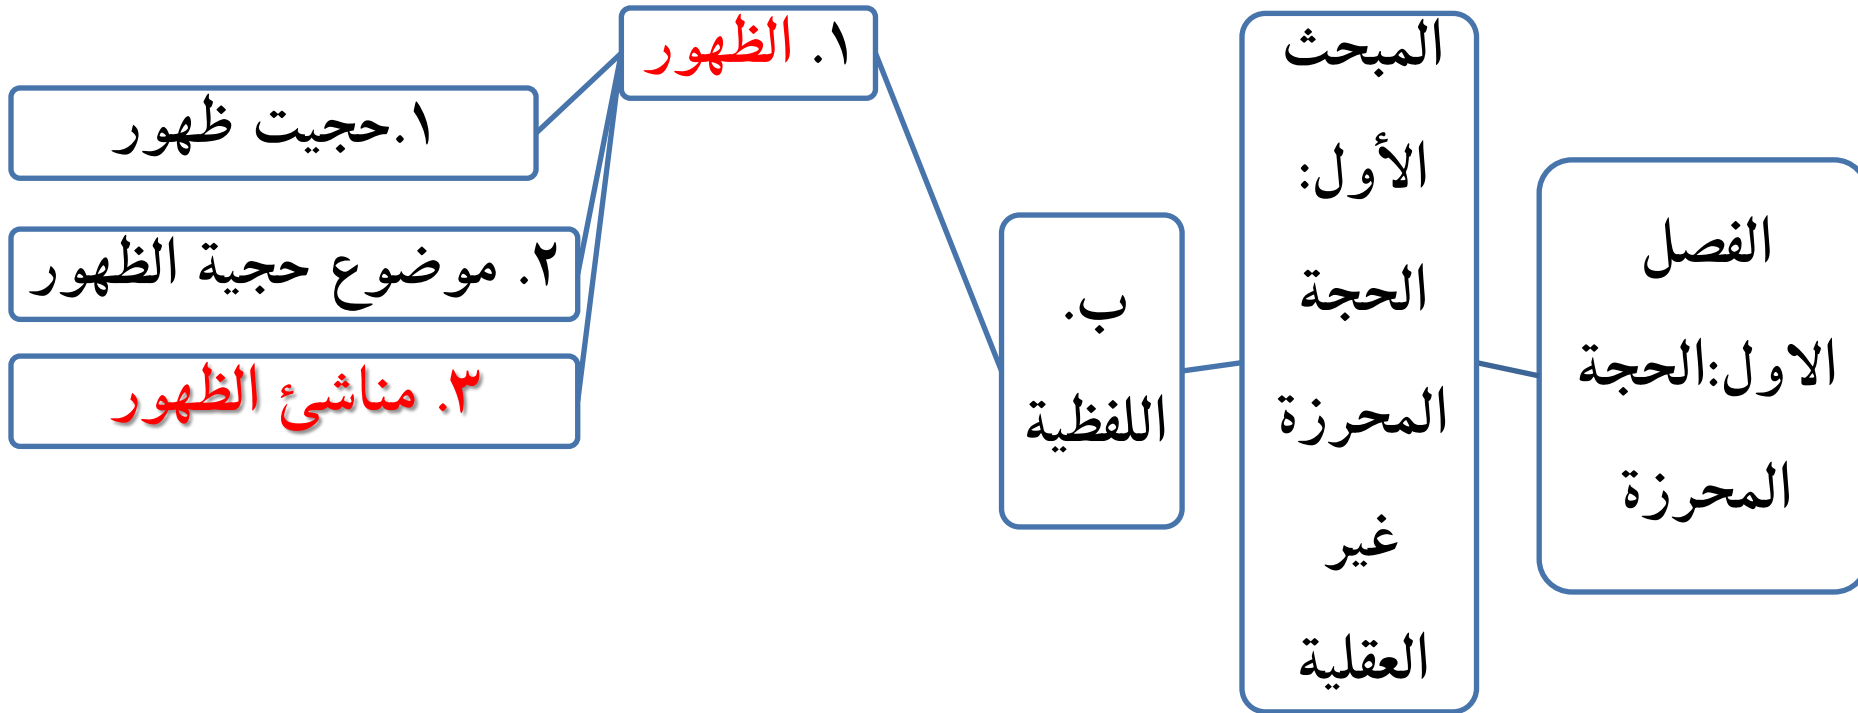 الفصل
الاول:الحجة
المحرزة
المبحث
الأول:
الحجة
المحرزة
غير
العقلية
ب.
اللفظية
١. الظهور
١.حجيت ظهور
٢. موضوع حجية الظهور
٣. مناشئ الظهور